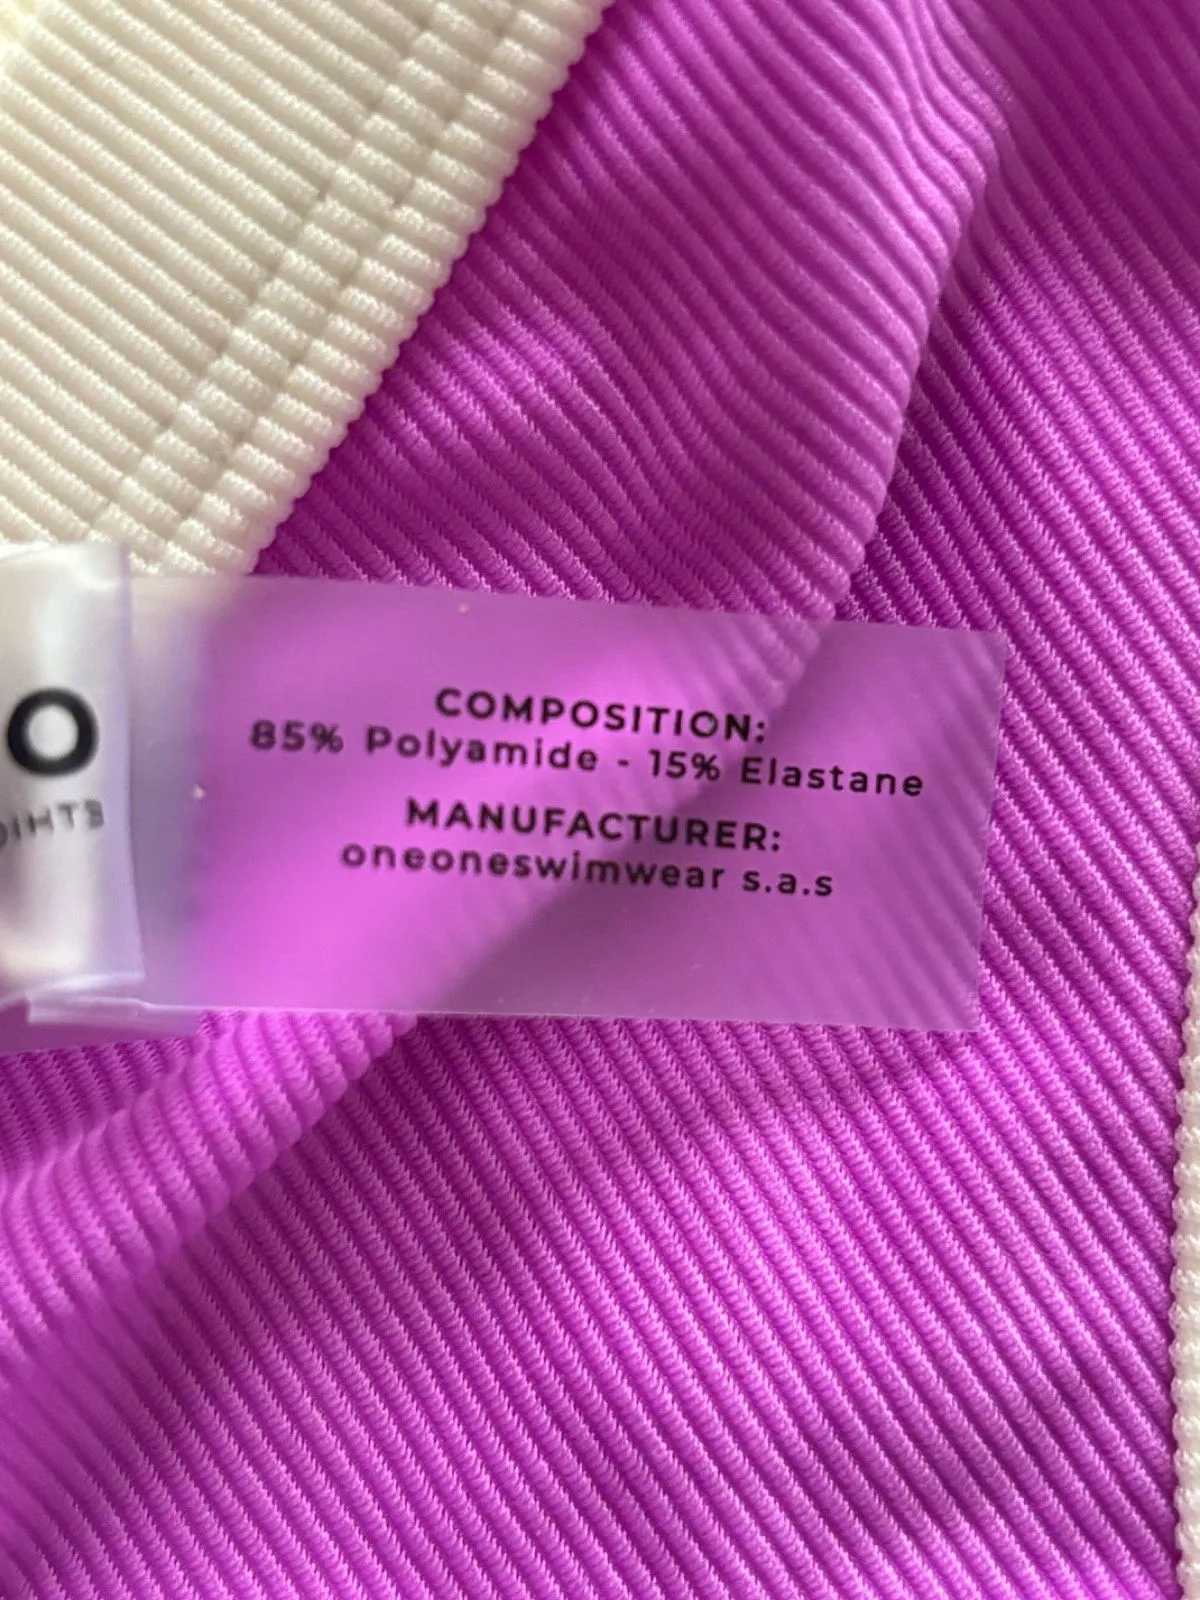 COMPOSITION:
85% Polyamide - 15% Elastane
MANUFACTURER:
oneoneswimwear s.a.s
O